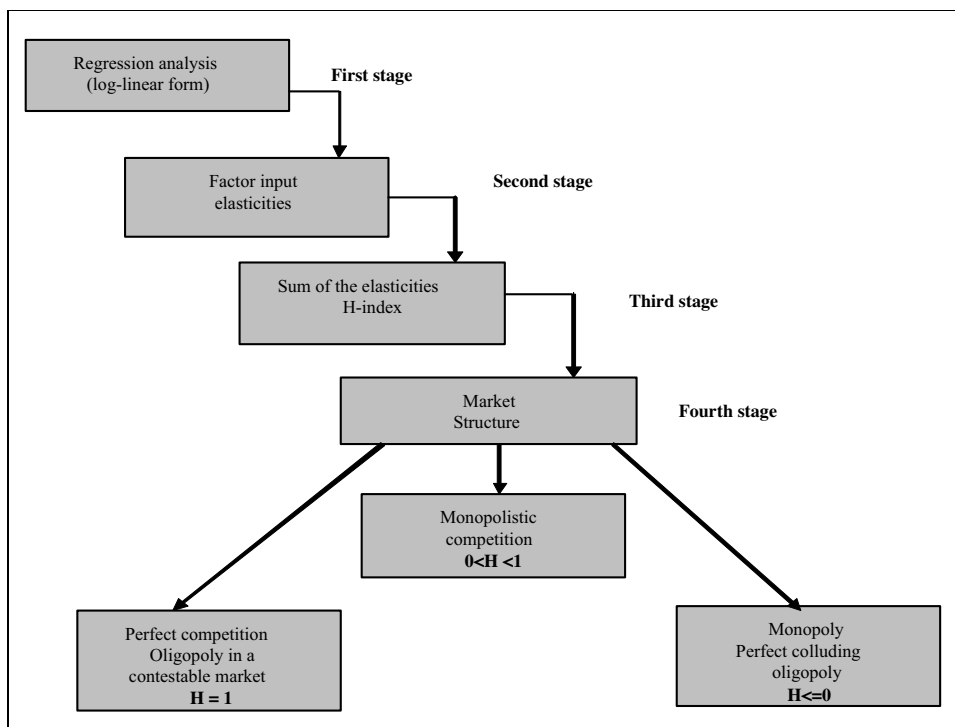 Regression analysis
(log-linear form)
First stage
Factor input
elasticities
Second stage
Sum of the elasticities
H-index
Third stage
Market
Structure
Fourth stage
Monopolistic
competition
0<H <1
Perfect competition
Oligopoly in a
contestable market
H = 1
Monopoly
Perfect colluding
oligopoly
H<=0